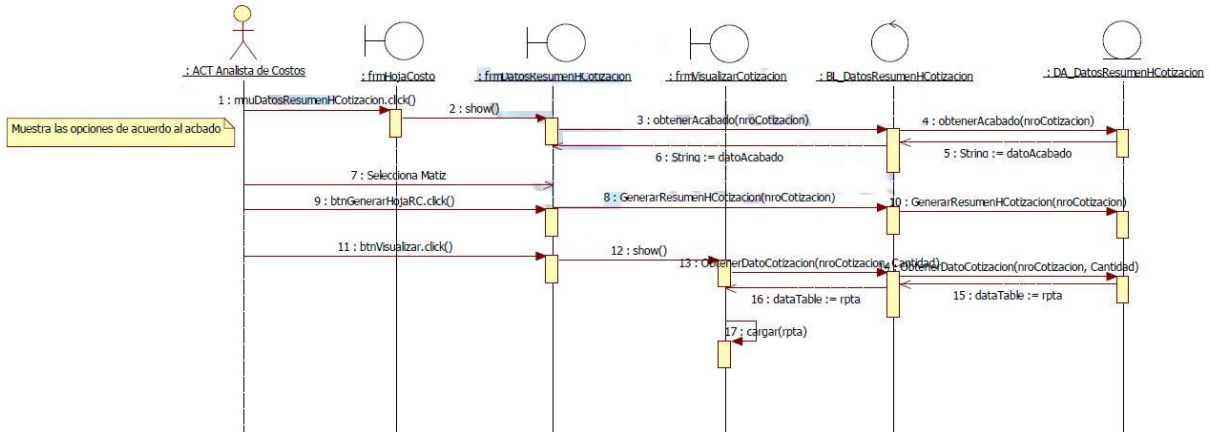 : ACT Analista de Costos
: frmHojaCosto
: frmDatosResumenHCotizacion
: frmVisualizarCotizacion
: BL_DatosResumenHCotizacion
: DA_DatosResumenHCotizacion
1 : mnuDatosResumenHCotizacion.click()
2 : show()
Muestra las opciones de acuerdo al acbado
3 : obtenerAcabado(nroCotizacion)
4 : obtenerAcabado(nroCotizacion)
5 : String := datoAcabado
6 : String := datoAcabado
7 : Selecciona Matiz
8 : GenerarResumenHCotizacion(nroCotizacion)
9 : btnGenerarHojaRC.click()
10 : GenerarResumenHCotizacion(nroCotizacion)
11 : btnVisualizar.click()
12 : show()
13 : ObtenerDatoCotizacion(nroCotizacion, Cantidad)
14 : ObtenerDatoCotizacion(nroCotizacion, Cantidad)
15 : dataTable := rpta
16 : dataTable := rpta
17 : cargar(rpta)